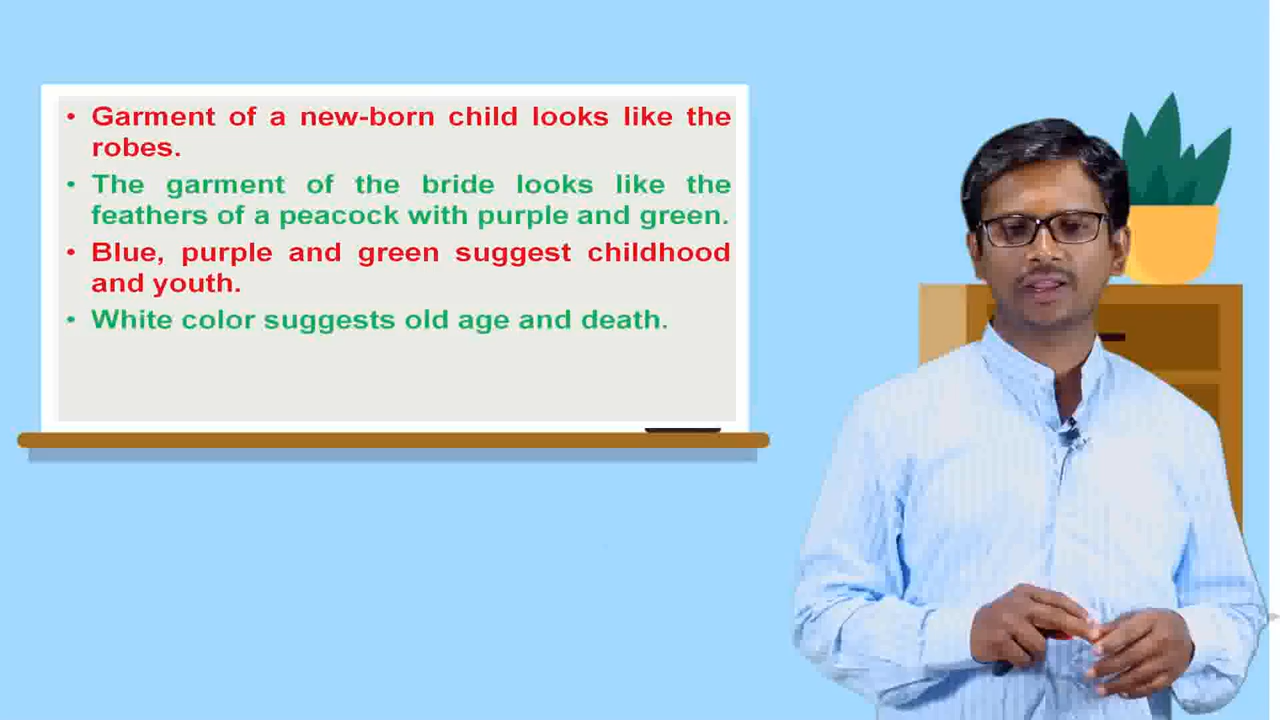 • Garment of a new-born child looks like the
robes.
• The garment of the bride looks like the
feathers of a peacock with purple and green.
• Blue, purple and green suggest childhood
and youth.
• White color suggests old age and death.